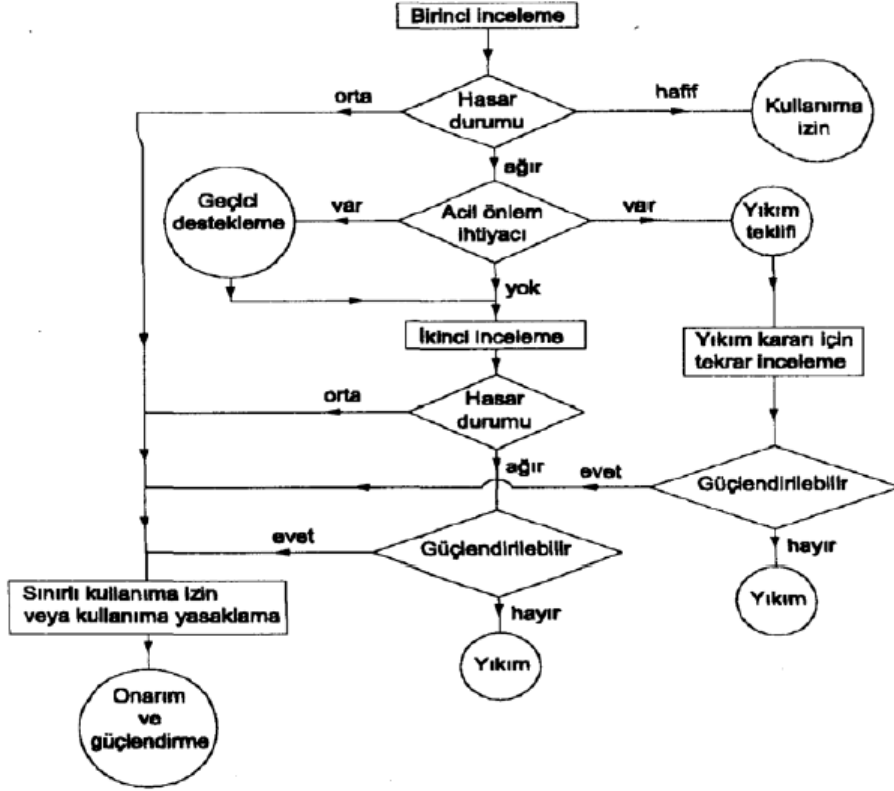 Birinci inceleme
orta
Hasar
durumu
hafif
Kullanıma
izin
ağır
Geçici
destekleme
var
Acil önlem
ihtiyacı
var
Yıkım
teklifi
yok
İkinci inceleme
Yıkım kararı için
tekrar inceleme
orta
Hasar
durumu
ağır
evet
Güçlendirilebilir
evet
Güçlendirilebilir
hayır
Sınırlı kullanıma izin
veya kullanıma yasaklama
hayır
Yıkım
Yıkım
Onarım
ve
güçlendirme